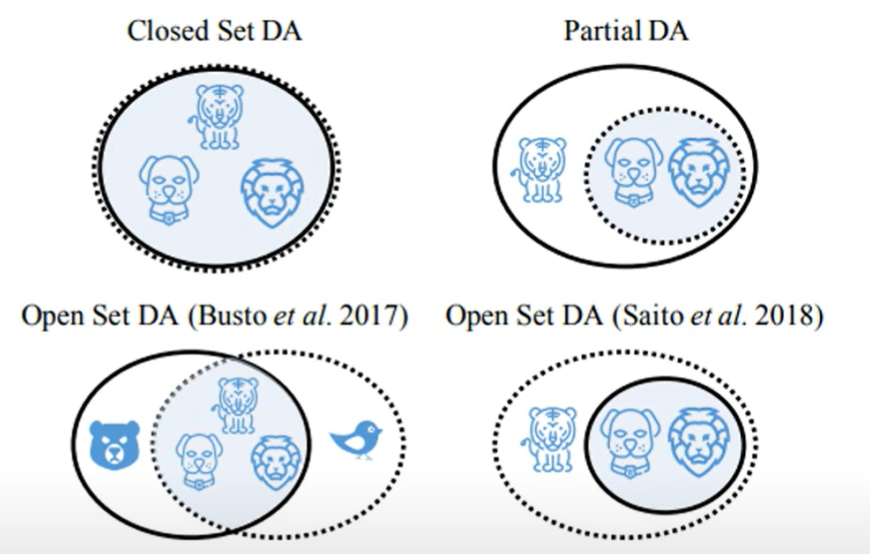 Closed Set DA
Partial DA
Open Set DA (Busto et al. 2017)
Open Set DA (Saito et al. 2018)